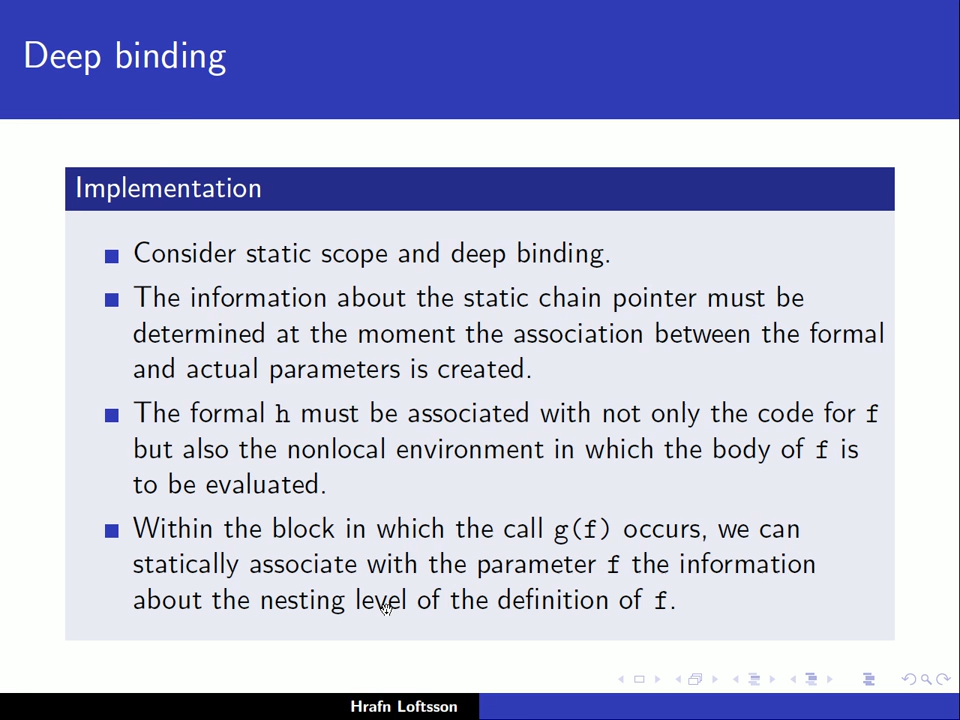 Deep binding
Implementation
Consider static scope and deep binding.
The information about the static chain pointer must be
determined at the moment the association between the formal
and actual parameters is created.
The formal h must be associated with not only the code for f
but also the nonlocal environment in which the body of f is
to be evaluated.
Within the block in which the call g(f) occurs, we can
statically associate with the parameter f the information
about the nesting level of the definition of f.
Hrafn Loftsson